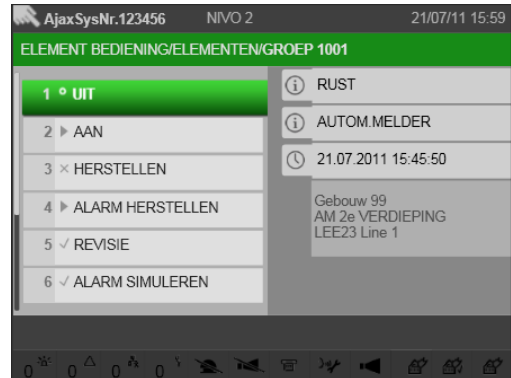 AjaxSysNr.123456 NIVO 2 21/07/11 15:59
ELEMENT BEDIENING/ELEMENTEN/GROEP 1001
1 ° UIT
2 AAN
3 × HERSTELLEN
4 ALARM HERSTELLEN
5 ✓ REVISIE
6 ✓ ALARM SIMULEREN
RUST
AUTOM.MELDER
21.07.2011 15:45:50
Gebouw 99
AM 2e VERDIEPING
LEE23 Line 1
0 0 0 0